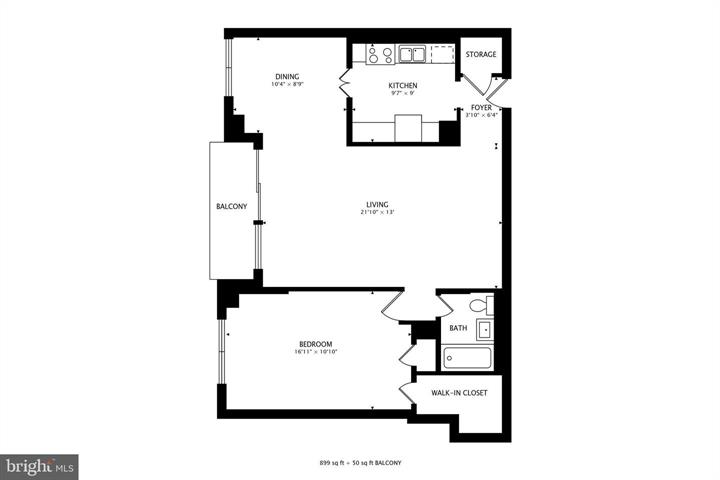 STORAGE
DINING
10'4" × 8'9"
KITCHEN
9'7" × 9'
FOYER
3'10" × 6'4"
BALCONY
LIVING
21'10" × 13'
BATH
BEDROOM
16'11" × 10'10"
WALK-IN CLOSET
899 sq ft + 50 sq ft BALCONY
bright MLS